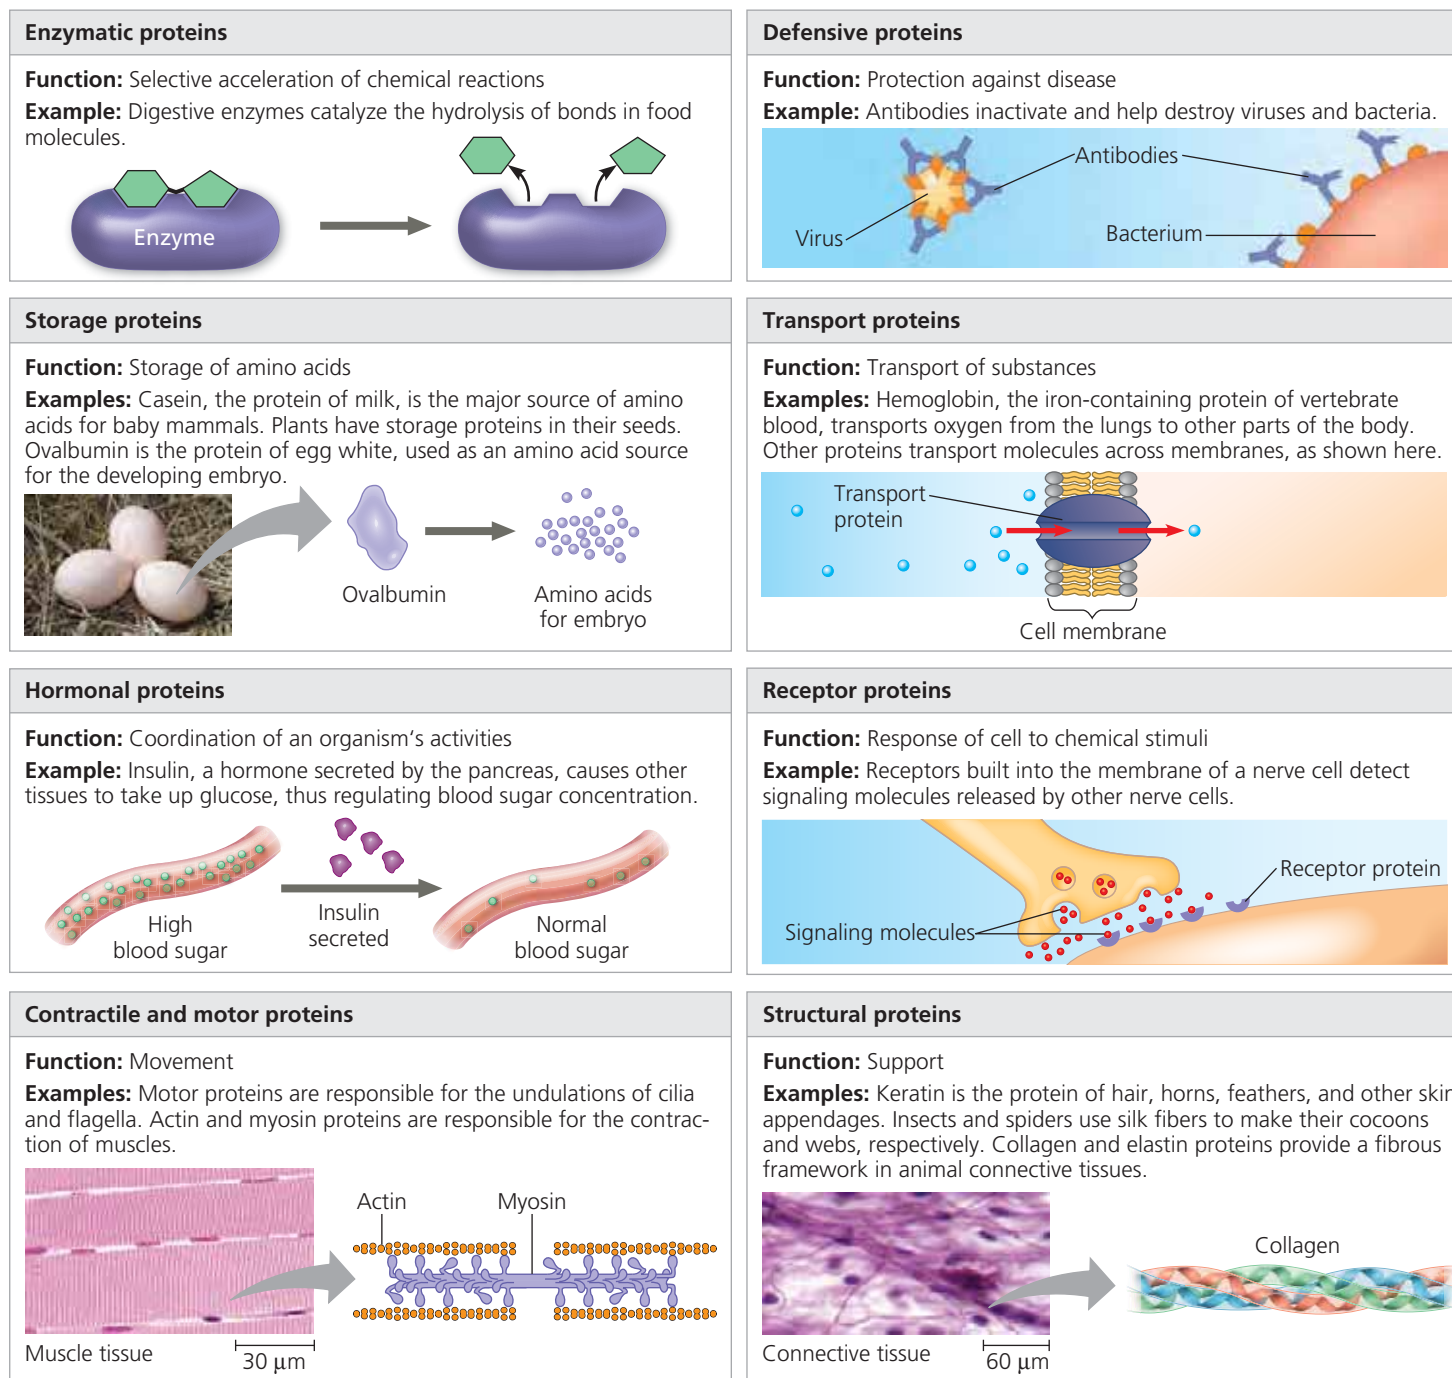 Enzymatic proteins
Function: Selective acceleration of chemical reactions
Example: Digestive enzymes catalyze the hydrolysis of bonds in food
molecules.
Enzyme
Defensive proteins
Function: Protection against disease
Example: Antibodies inactivate and help destroy viruses and bacteria.
Antibodies
Virus
Bacterium
Storage proteins
Function: Storage of amino acids
Examples: Casein, the protein of milk, is the major source of amino
acids for baby mammals. Plants have storage proteins in their seeds.
Ovalbumin is the protein of egg white, used as an amino acid source
for the developing embryo.
Ovalbumin
Amino acids
for embryo
Transport proteins
Function: Transport of substances
Examples: Hemoglobin, the iron-containing protein of vertebrate
blood, transports oxygen from the lungs to other parts of the body.
Other proteins transport molecules across membranes, as shown here.
Transport
protein
Cell membrane
Hormonal proteins
Function: Coordination of an organism‘s activities
Example: Insulin, a hormone secreted by the pancreas, causes other
tissues to take up glucose, thus regulating blood sugar concentration.
High
blood sugar
Insulin
secreted
Normal
blood sugar
Receptor proteins
Function: Response of cell to chemical stimuli
Example: Receptors built into the membrane of a nerve cell detect
signaling molecules released by other nerve cells.
Receptor protein
Signaling molecules
Contractile and motor proteins
Function: Movement
Examples: Motor proteins are responsible for the undulations of cilia
and flagella. Actin and myosin proteins are responsible for the contrac-
tion of muscles.
Actin
Myosin
Muscle tissue
30 μm
Structural proteins
Function: Support
Examples: Keratin is the protein of hair, horns, feathers, and other skin
appendages. Insects and spiders use silk fibers to make their cocoons
and webs, respectively. Collagen and elastin proteins provide a fibrous
framework in animal connective tissues.
Collagen
Connective tissue
60 μm